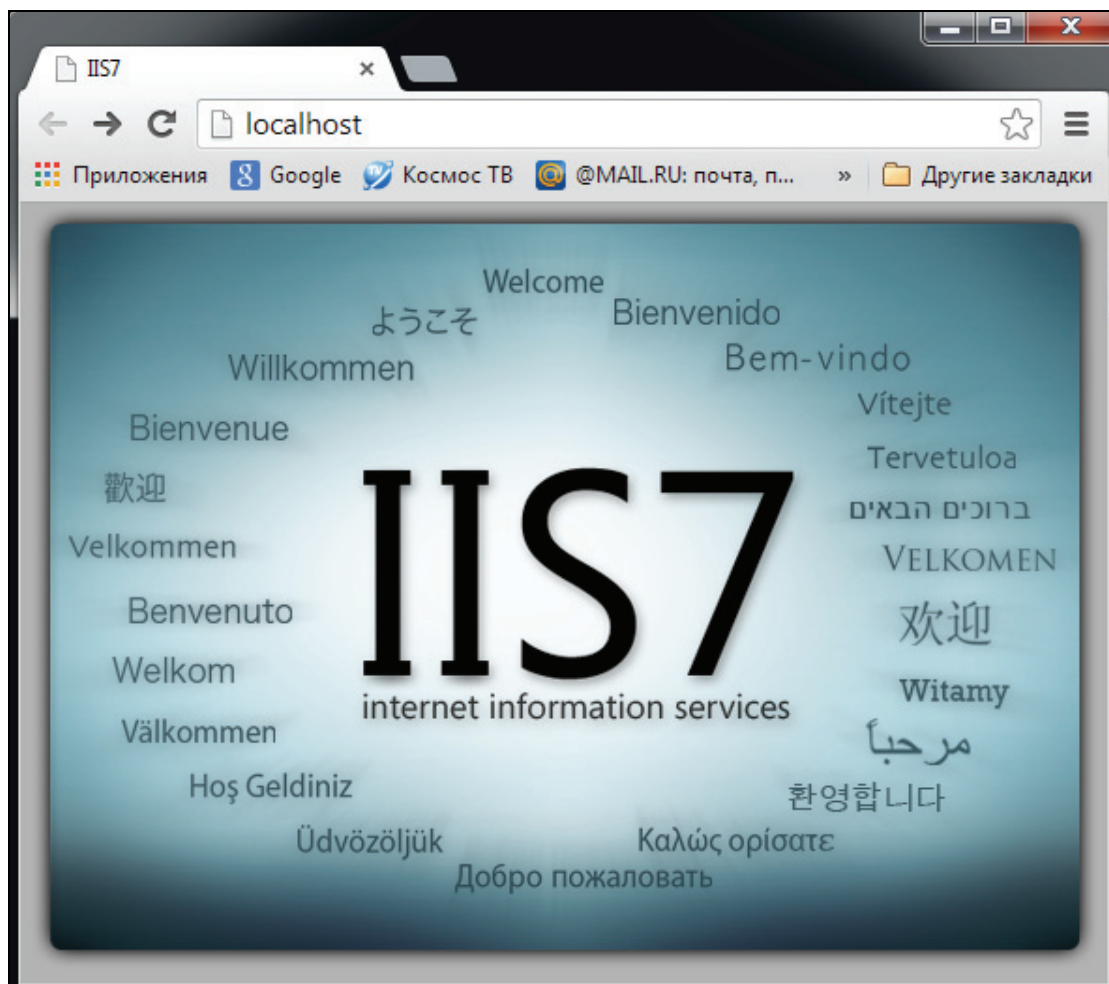 IIS7
localhost
Приложения Google Космос ТВ @MAIL.RU: почта, п... » Другие закладки
Welcome
ようこそ
Bienvenido
Willkommen
Bem-vindo
Vítejte
Bienvenue
Tervetuloa
歡迎
ברוכים הבאים
Velkommen
VELKOMEN
IIS7
internet information services
Benvenuto
欢迎
Welkom
Witamy
Välkommen
مرحباً
Hoş Geldiniz
환영합니다
Üdvözöljük
Καλώς ορίσατε
Добро пожаловать